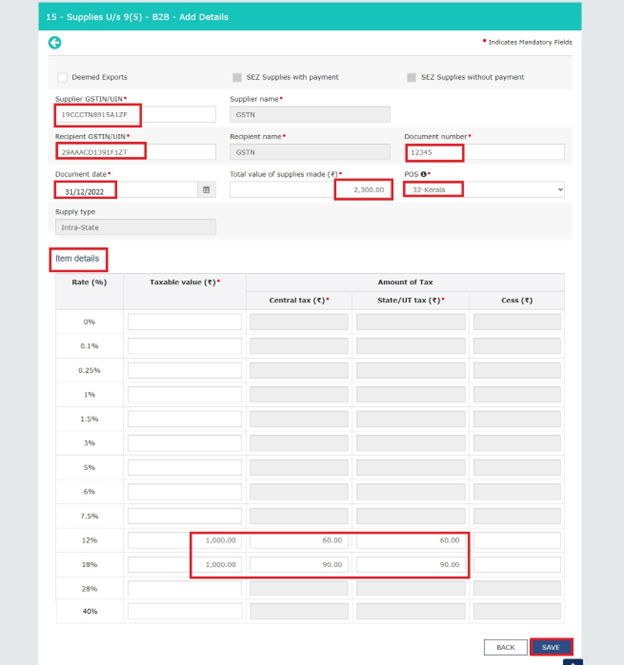 15 - Supplies U/s 9(5) - B2B - Add Details
• Indicates Mandatory Fields
Deemed Exports SEZ Supplies with payment SEZ Supplies without payment
Supplier GSTIN/UIN• Supplier name•
19CCCTN8915A1ZF GSTN
Recipient GSTIN/UIN• Recipient name• Document number•
29AAACD1391F1ZT GSTN 12345
Document date• Total value of supplies made (₹)• POS •
31/12/2022 2,300.00 32-Kerala
Supply type
Intra-State
Item details
Rate (%) Taxable value (₹)• Amount of Tax
Central tax (₹)• State/UT tax (₹)• Cess (₹)
0%
0.1%
0.25%
1%
1.5%
3%
5%
6%
7.5%
12% 1,000.00 60.00 60.00
18% 1,000.00 90.00 90.00
28%
40%
BACK SAVE